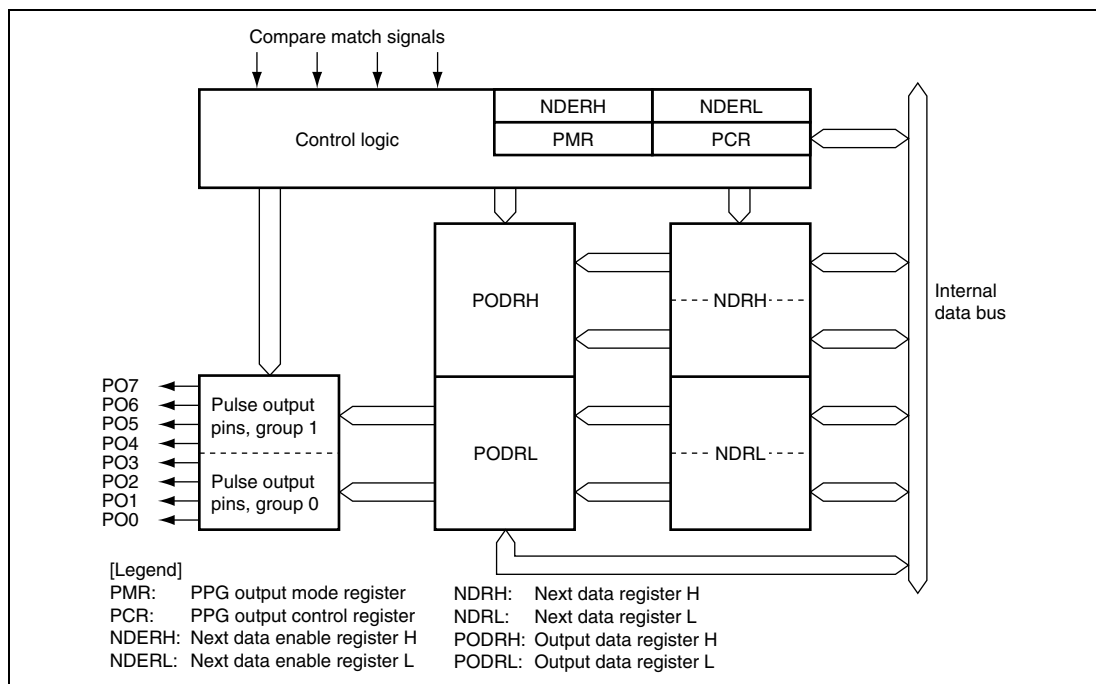 Compare match signals
Control logic
NDERH
NDERL
PMR
PCR
PODRH
NDRH
Internal
data bus
PODRL
NDRL
PO7
PO6
PO5
PO4
PO3
PO2
PO1
PO0
Pulse output
pins, group 1
Pulse output
pins, group 0
[Legend]
PMR: PPG output mode register
PCR: PPG output control register
NDERH: Next data enable register H
NDERL: Next data enable register L
NDRH: Next data register H
NDRL: Next data register L
PODRH: Output data register H
PODRL: Output data register L